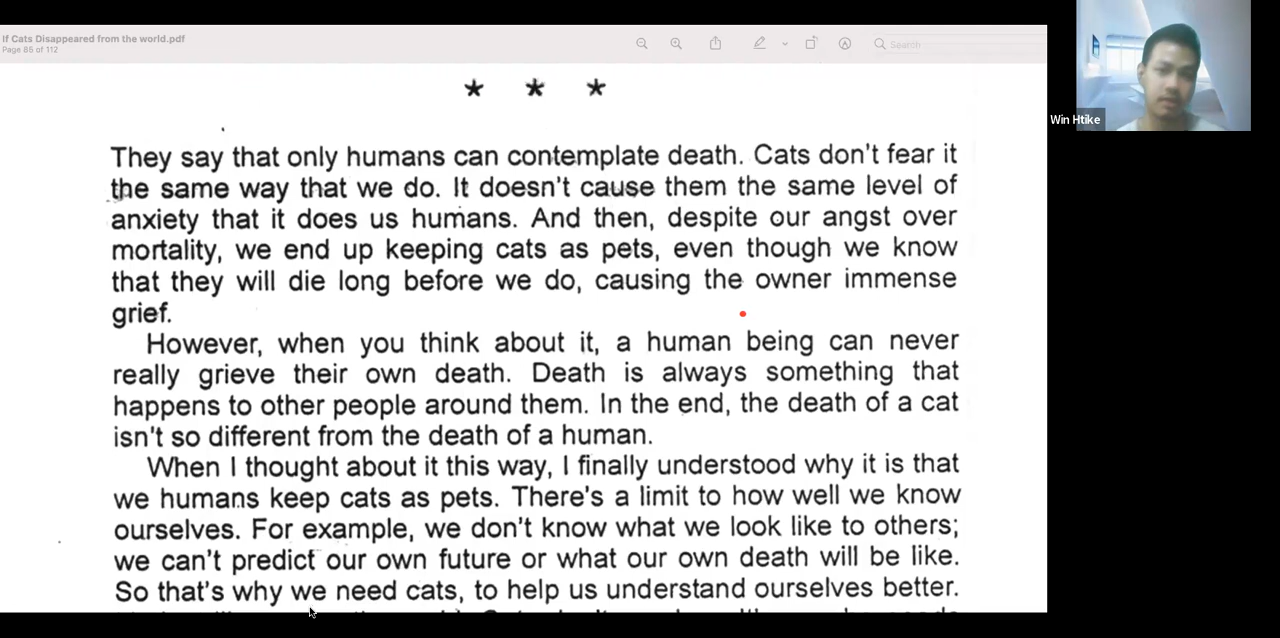 If Cats Disappeared from the world.pdf
Page 85 of 112
Search
Win Htike
* * *
They say that only humans can contemplate death. Cats don't fear it
the same way that we do. It doesn't cause them the same level of
anxiety that it does us humans. And then, despite our angst over
mortality, we end up keeping cats as pets, even though we know
that they will die long before we do, causing the owner immense
grief.
However, when you think about it, a human being can never
really grieve their own death. Death is always something that
happens to other people around them. In the end, the death of a cat
isn't so different from the death of a human.
When I thought about it this way, I finally understood why it is that
we humans keep cats as pets. There's a limit to how well we know
ourselves. For example, we don't know what we look like to others;
we can't predict our own future or what our own death will be like.
So that's why we need cats, to help us understand ourselves better.